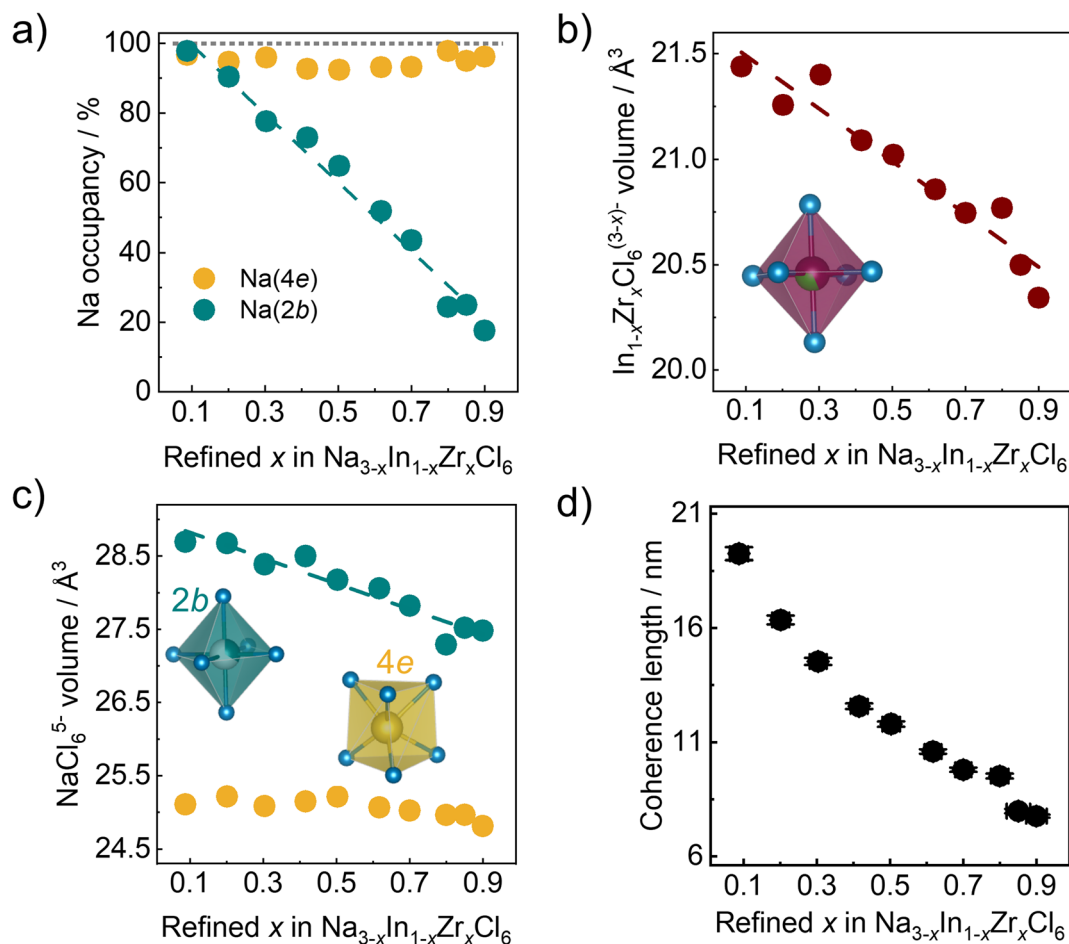 a)
Na occupancy / %
100
80
60
40
20
0
Na(4e)
Na(2b)
0.1 0.3 0.5 0.7 0.9
Refined x in Na3-xIn1-xZrxCl6
b)
In1-xZrxCl6(3-x)- volume / Å3
21.5
21.0
20.5
20.0
0.1 0.3 0.5 0.7 0.9
Refined x in Na3-xIn1-xZrxCl6
c)
NaCl65- volume / Å3
28.5
27.5
26.5
25.5
24.5
2b
4e
0.1 0.3 0.5 0.7 0.9
Refined x in Na3-xIn1-xZrxCl6
d)
Coherence length / nm
21
16
11
6
0.1 0.3 0.5 0.7 0.9
Refined x in Na3-xIn1-xZrxCl6